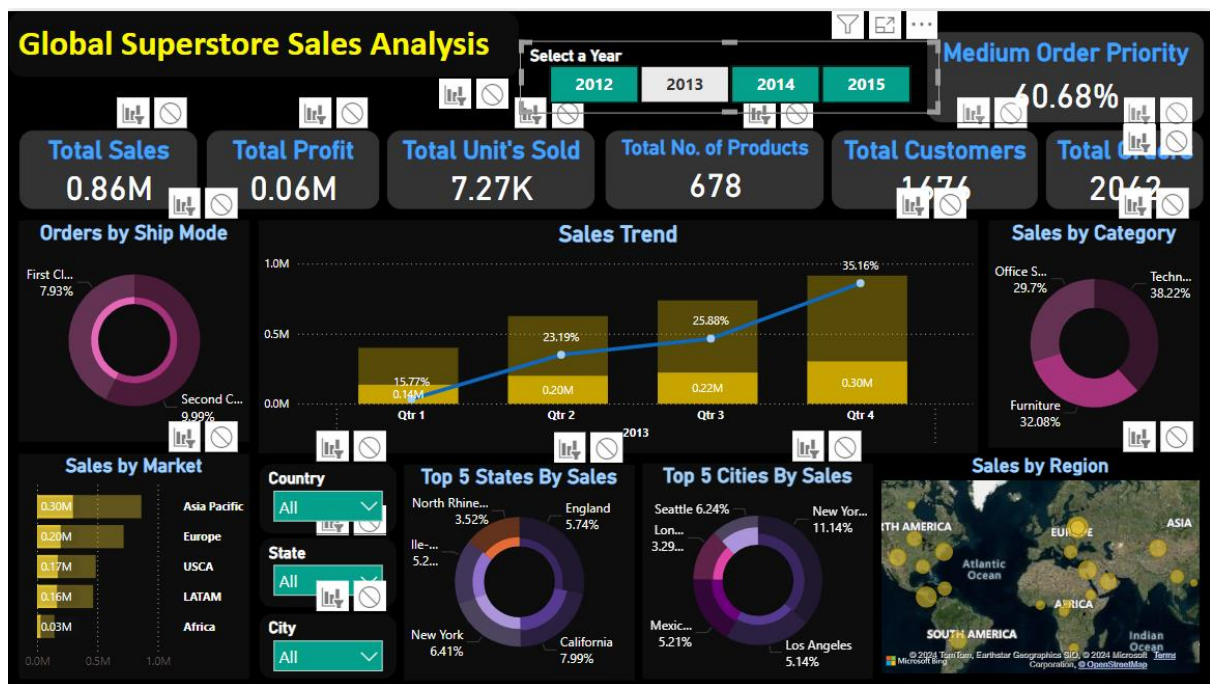 Global Superstore Sales Analysis
Select a Year
2012 2013 2014 2015
Medium Order Priority
60.68%
Total Sales
0.86M
Total Profit
0.06M
Total Unit's Sold
7.27K
Total No. of Products
678
Total Customers
1676
Total Orders
2062
Orders by Ship Mode
First Cl...
7.93%
Second C...
9.99%
Sales Trend
1.0M
0.5M
0.0M
15.77%
0.14M
23.19%
0.20M
25.88%
0.22M
35.16%
0.30M
Qtr 1 Qtr 2 Qtr 3 Qtr 4
2013
Sales by Category
Office S...
29.7%
Techn...
38.22%
Furniture
32.08%
Sales by Market
0.30M Asia Pacific
0.20M Europe
0.17M USCA
0.16M LATAM
0.03M Africa
0.0M 0.5M 1.0M
Country
All
State
All
City
All
Top 5 States By Sales
North Rhine...
3.52%
England
5.74%
Ile-...
5.2...
New York
6.41%
California
7.99%
Top 5 Cities By Sales
Seattle 6.24%
New Yor...
11.14%
Lon...
3.29...
Mexic...
5.21%
Los Angeles
5.14%
Sales by Region
TH AMERICA
EUROPE
ASIA
Atlantic
Ocean
AFRICA
SOUTH AMERICA
Indian
Ocean
Microsoft Bing
© 2024 TomTom, Earthstar Geographics SIO, © 2024 Microsoft Terms
Corporation, © OpenStreetMap